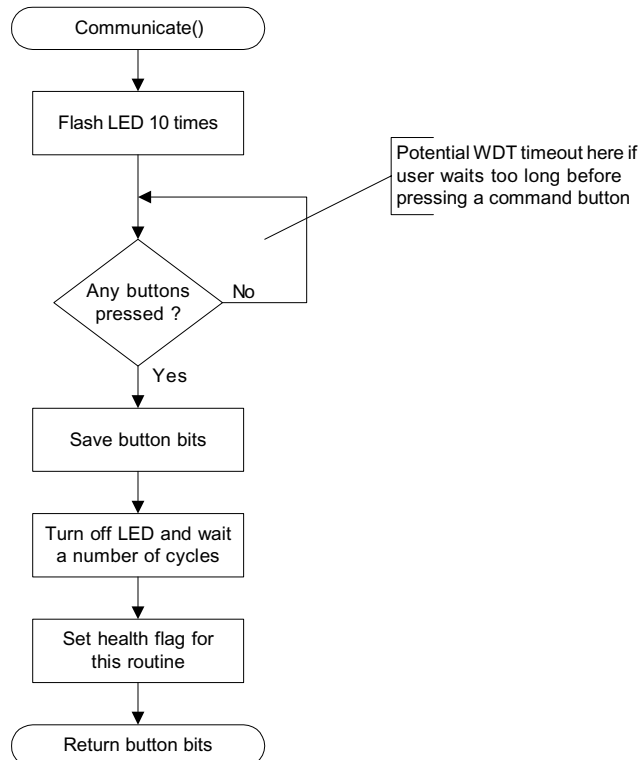 Communicate()
Flash LED 10 times
Potential WDT timeout here if
user waits too long before
pressing a command button
Any buttons
pressed ?
No
Yes
Save button bits
Turn off LED and wait
a number of cycles
Set health flag for
this routine
Return button bits